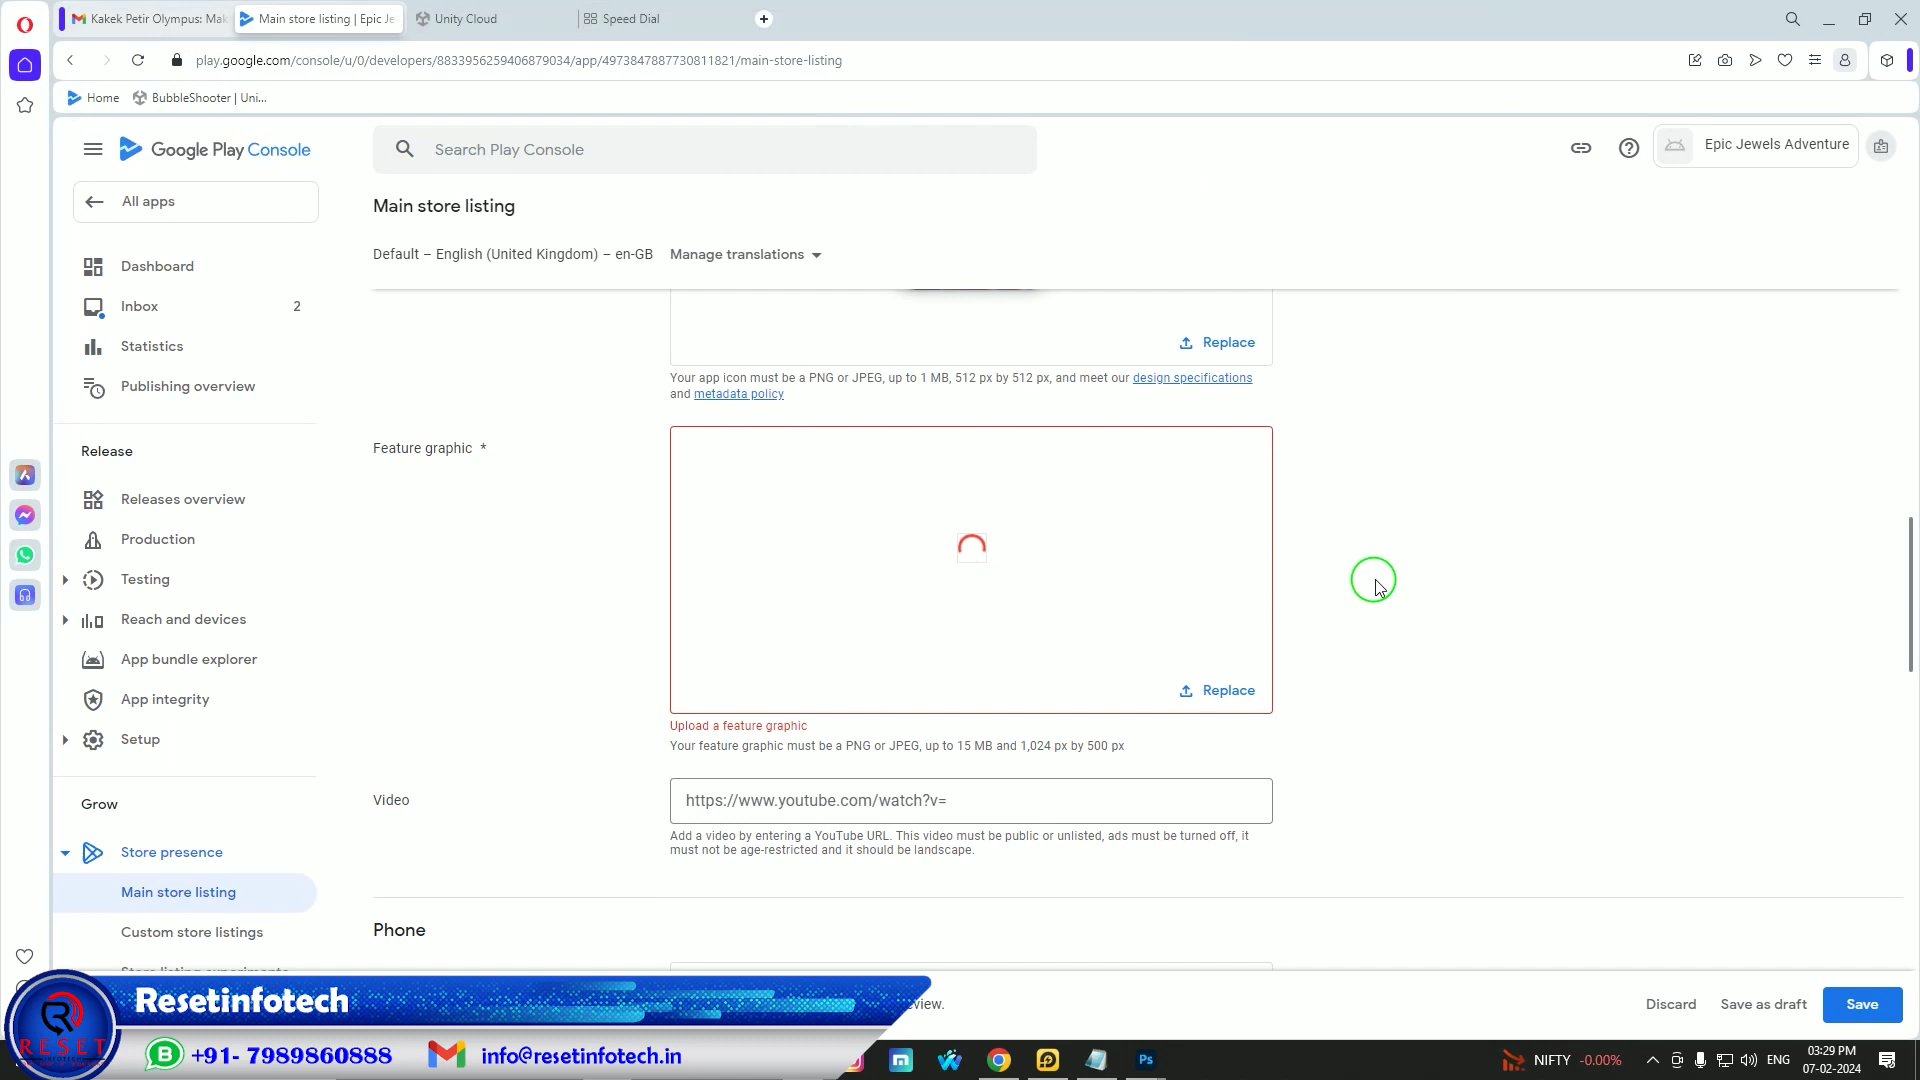 Kakek Petir Olympus: Mak
Main store listing | Epic Je
Unity Cloud
Speed Dial
play.google.com/console/u/0/developers/8833956259406879034/app/4973847887730811821/main-store-listing
Home
BubbleShooter | Uni...
Google Play Console
Search Play Console
Epic Jewels Adventure
All apps
Main store listing
Default – English (United Kingdom) – en-GB
Manage translations
Dashboard
Inbox
2
Statistics
Publishing overview
Release
Releases overview
Production
Testing
Reach and devices
App bundle explorer
App integrity
Setup
Grow
Store presence
Main store listing
Custom store listings
Replace
Your app icon must be a PNG or JPEG, up to 1 MB, 512 px by 512 px, and meet our design specifications
and metadata policy
Feature graphic *
Replace
Upload a feature graphic
Your feature graphic must be a PNG or JPEG, up to 15 MB and 1,024 px by 500 px
Video
https://www.youtube.com/watch?v=
Add a video by entering a YouTube URL. This video must be public or unlisted, ads must be turned off, it
must not be age-restricted and it should be landscape.
Phone
Discard
Save as draft
Save
Resetinfotech
RESET
INFOTECH
+91- 7989860888
info@resetinfotech.in
Ps
NIFTY -0.00%
ENG
03:29 PM
07-02-2024